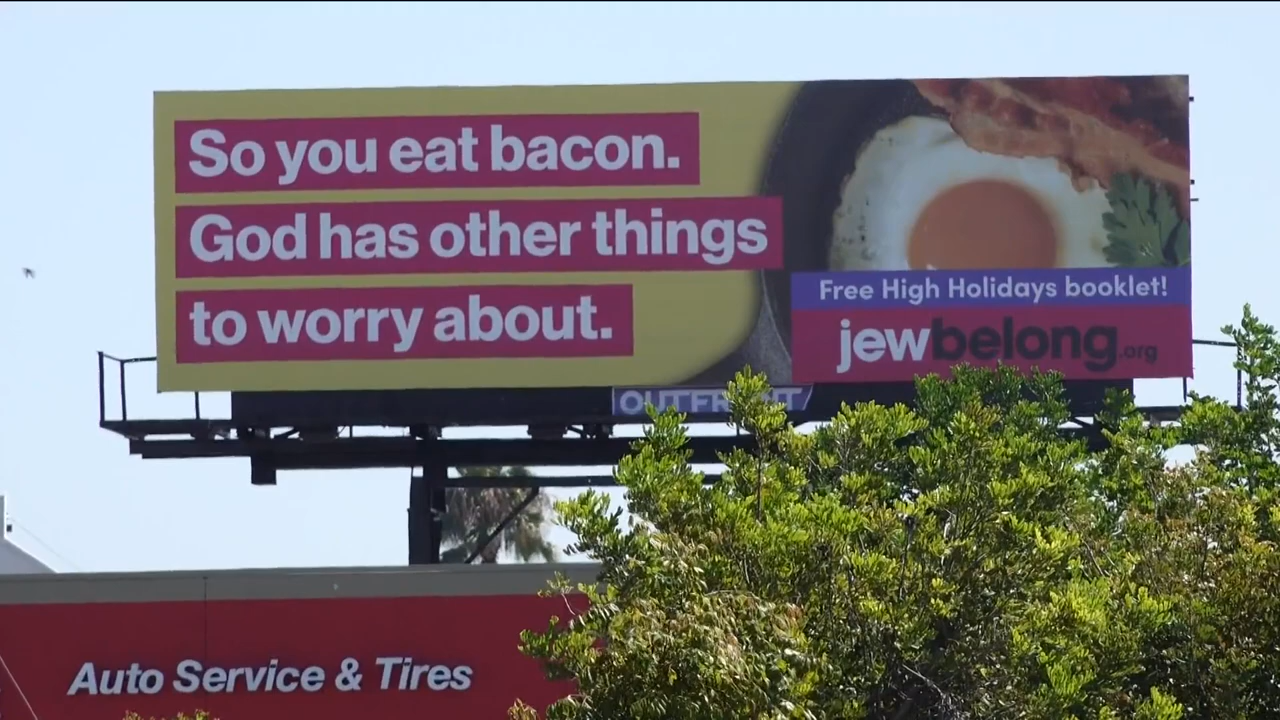 So you eat bacon.
God has other things
to worry about.
Free High Holidays booklet!
jewbelong.org
Auto Service & Tires